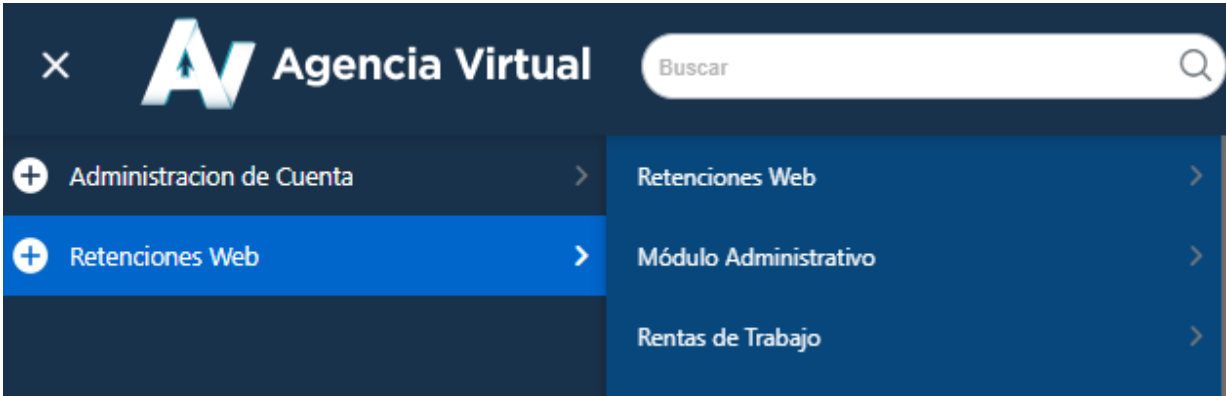 Agencia Virtual
Buscar
Administracion de Cuenta
Retenciones Web
Retenciones Web
Módulo Administrativo
Rentas de Trabajo